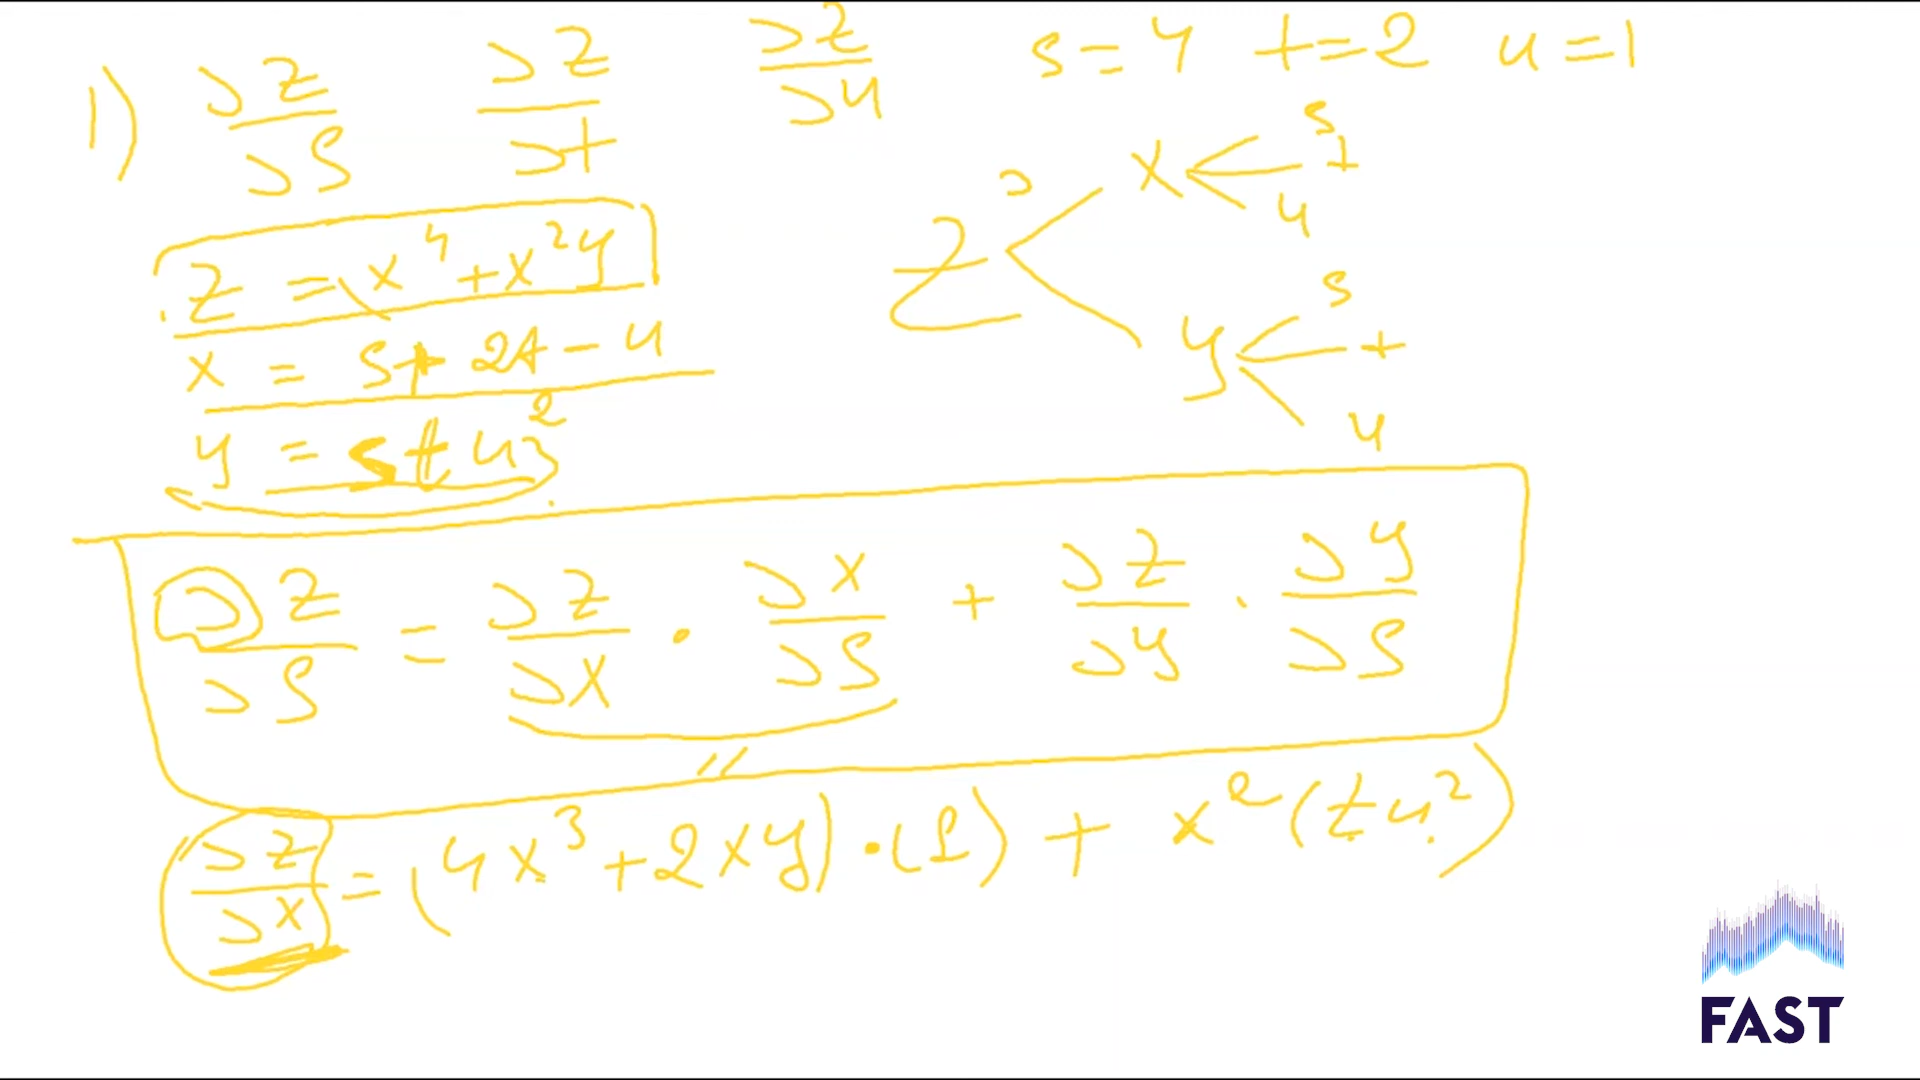 1) ∂z/∂s ∂z/∂t ∂z/∂u s=4 t=2 u=1
z = x⁴+x²y
x = s+2t-u
y = stu²
z x s t u
y s t u
∂z/∂s = ∂z/∂x · ∂x/∂s + ∂z/∂y · ∂y/∂s
∂z/∂x = (4x³+2xy)·(1) + x²(tu²)
FAST